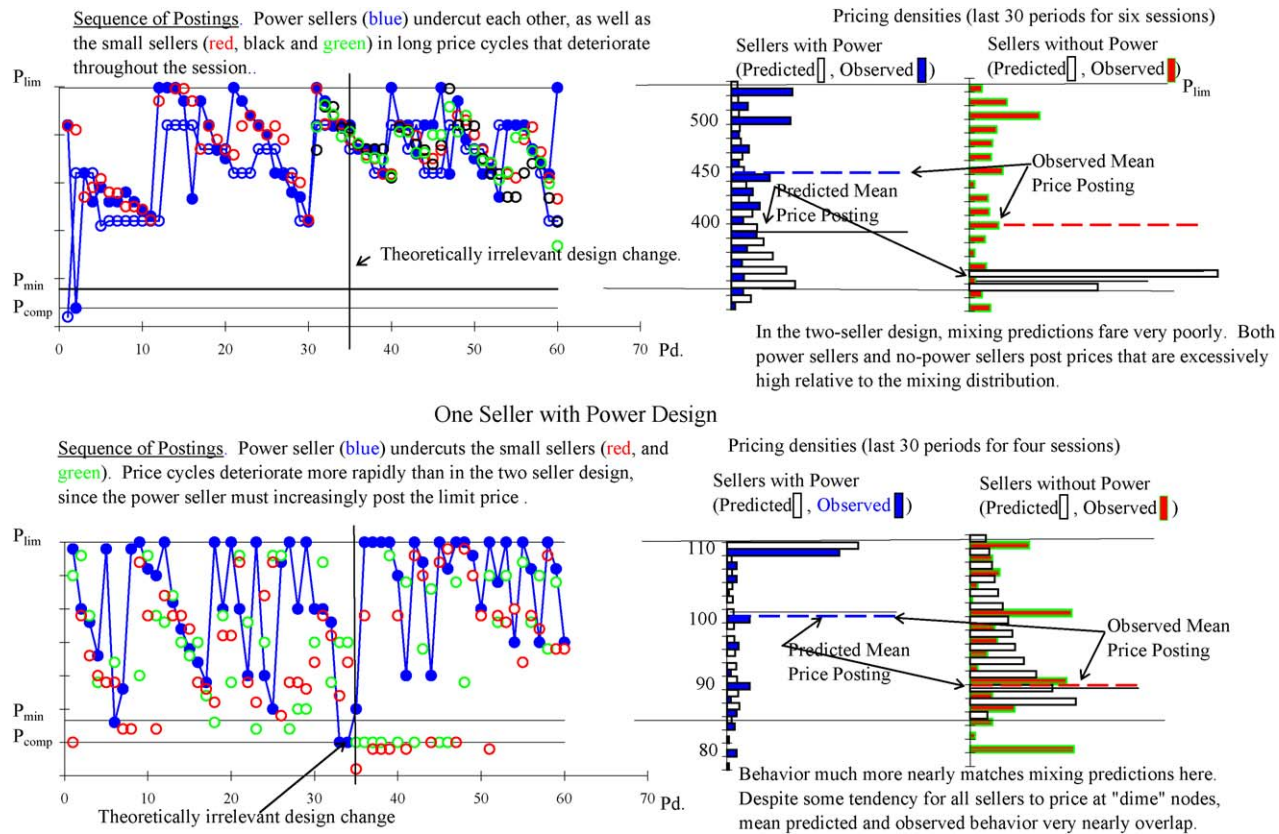 Sequence of Postings. Power sellers (blue) undercut each other, as well as
the small sellers (red, black and green) in long price cycles that deteriorate
throughout the session..
Plim
Pmin
Pcomp
Theoretically irrelevant design change.
0 10 20 30 40 50 60 70
Pd.
Pricing densities (last 30 periods for six sessions)
Sellers with Power
(Predicted , Observed )
Sellers without Power
(Predicted , Observed )
Plim
500
450
400
Observed Mean
Price Posting
Predicted Mean
Price Posting
In the two-seller design, mixing predictions fare very poorly. Both
power sellers and no-power sellers post prices that are excessively
high relative to the mixing distribution.
One Seller with Power Design
Sequence of Postings. Power seller (blue) undercuts the small sellers (red, and
green). Price cycles deteriorate more rapidly than in the two seller design,
since the power seller must increasingly post the limit price .
Plim
Pmin
Pcomp
0 10 20 30 40 50 60 70
Pd.
Theoretically irrelevant design change
Pricing densities (last 30 periods for four sessions)
Sellers with Power
(Predicted , Observed )
Sellers without Power
(Predicted , Observed )
110
100
90
80
Observed Mean
Price Posting
Predicted Mean
Price Posting
Behavior much more nearly matches mixing predictions here.
Despite some tendency for all sellers to price at "dime" nodes,
mean predicted and observed behavior very nearly overlap.